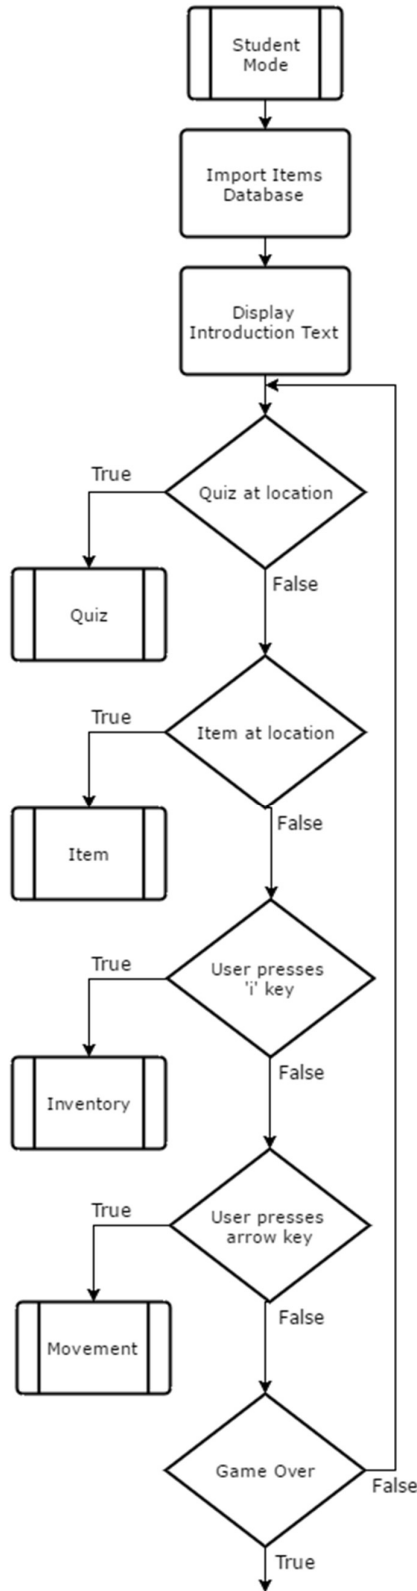 Student
Mode
Import Items
Database
Display
Introduction Text
Quiz at location
True
False
Quiz
Item at location
True
False
Item
User presses
'i' key
True
False
Inventory
User presses
arrow key
True
False
Movement
Game Over
False
True